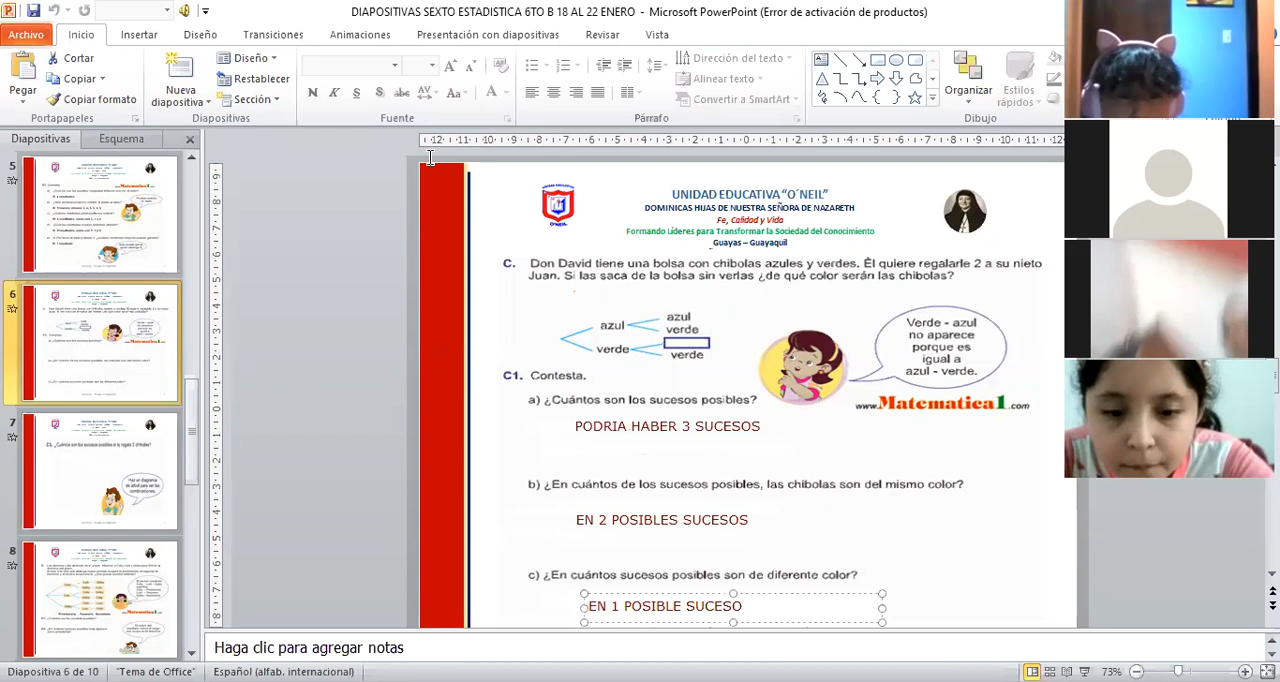 DIAPOSITIVAS SEXTO ESTADISTICA 6TO B 18 AL 22 ENERO - Microsoft PowerPoint (Error de activación de productos)
Archivo Inicio Insertar Diseño Transiciones Animaciones Presentación con diapositivas Revisar Vista
Cortar
Copiar
Copiar formato
Pegar
Portapapeles
Nueva
diapositiva
Diseño
Restablecer
Sección
Diapositivas
Fuente
Dirección del texto
Alinear texto
Convertir a SmartArt
Párrafo
Organizar
Estilos
rápidos
Dibujo
Diapositivas Esquema
5
6
7
8
UNIDAD EDUCATIVA "O´NEIL"
DOMINICAS HIJAS DE NUESTRA SEÑORA DE NAZARETH
Fe, Calidad y Vida
Formando Líderes para Transformar la Sociedad del Conocimiento
Guayas – Guayaquil
C. Don David tiene una bolsa con chibolas azules y verdes. Él quiere regalarle 2 a su nieto
Juan. Si las saca de la bolsa sin verlas ¿de qué color serán las chibolas?
azul
azul
verde
verde
verde
Verde - azul
no aparece
porque es
igual a
azul - verde.
www.Matematica1.com
C1. Contesta.
a) ¿Cuántos son los sucesos posibles?
PODRIA HABER 3 SUCESOS
b) ¿En cuántos de los sucesos posibles, las chibolas son del mismo color?
EN 2 POSIBLES SUCESOS
c) ¿En cuántos sucesos posibles son de diferente color?
EN 1 POSIBLE SUCESO
Haga clic para agregar notas
Diapositiva 6 de 10 "Tema de Office" Español (alfab. internacional) 73%